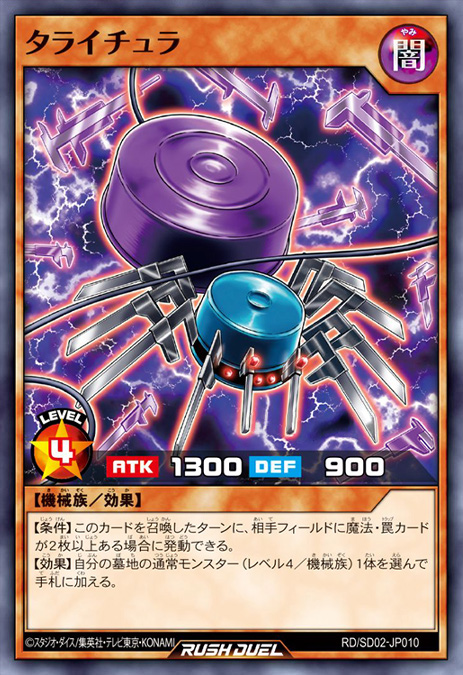 タライチュラ
やみ
闇
LEVEL
4
ATK 1300 DEF 900
【機械族／効果】
【条件】このカードを召喚したターンに、相手フィールドに魔法・罠カード
が2枚以上ある場合に発動できる。
【効果】自分の墓地の通常モンスター（レベル4／機械族）1体を選んで
手札に加える。
©スタジオ・ダイス/集英社・テレビ東京・KONAMI
RUSH DUEL
RD/SD02-JP010